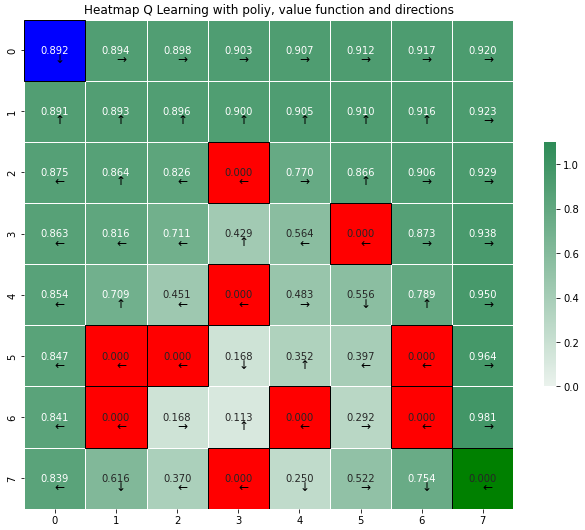 Heatmap Q Learning with poliy, value function and directions
0 0.892 ↓ 0.894 → 0.898 → 0.903 → 0.907 → 0.912 → 0.917 → 0.920 →
1 0.891 ↑ 0.893 ↑ 0.896 ↑ 0.900 ↑ 0.905 ↑ 0.910 ↑ 0.916 ↑ 0.923 →
2 0.875 ← 0.864 ↑ 0.826 ← 0.000 ← 0.770 → 0.866 ↑ 0.906 → 0.929 →
3 0.863 ← 0.816 ← 0.711 ← 0.429 ↑ 0.564 ← 0.000 ← 0.873 → 0.938 →
4 0.854 ← 0.709 ↑ 0.451 ← 0.000 ← 0.483 → 0.556 ↓ 0.789 ↑ 0.950 →
5 0.847 ← 0.000 ← 0.000 ← 0.168 ↓ 0.352 ↑ 0.397 ← 0.000 ← 0.964 →
6 0.841 ← 0.000 ← 0.168 → 0.113 ↑ 0.000 ← 0.292 ← 0.000 ← 0.981 →
7 0.839 ← 0.616 ↓ 0.370 ← 0.000 ← 0.250 ↓ 0.522 → 0.754 ↓ 0.000 ←
0 1 2 3 4 5 6 7
1.0
0.8
0.6
0.4
0.2
0.0